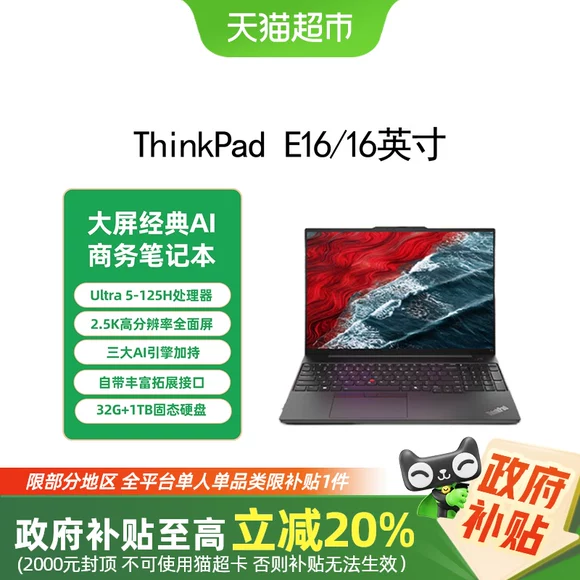 天猫超市
ThinkPad E16/16英寸
大屏经典AI
商务笔记本
Ultra 5-125H处理器
2.5K高分辨率全面屏
三大AI引擎加持
自带丰富拓展接口
32G+1TB固态硬盘
ThinkPad
限部分地区 全平台单人单品类限补贴1件
政府补贴至高 立减20%
(2000元封顶 不可使用猫超卡 否则补贴无法生效)
政府
补贴